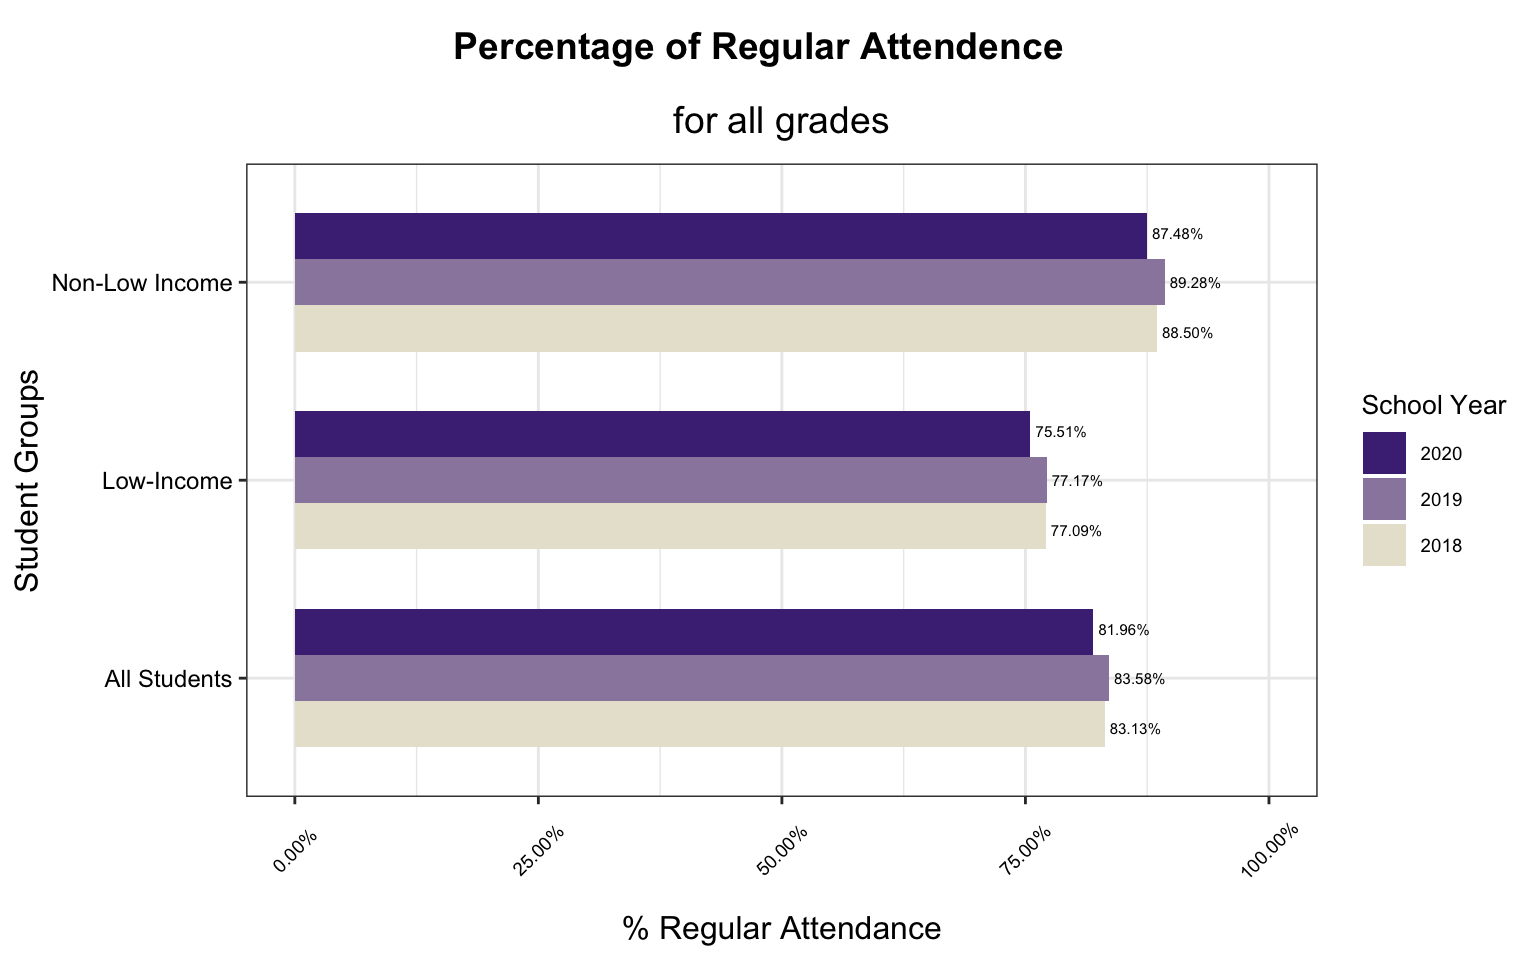 Percentage of Regular Attendence
for all grades
Student Groups
Non-Low Income
87.48%
89.28%
88.50%
Low-Income
75.51%
77.17%
77.09%
All Students
81.96%
83.58%
83.13%
0.00%
25.00%
50.00%
75.00%
100.00%
% Regular Attendance
School Year
2020
2019
2018